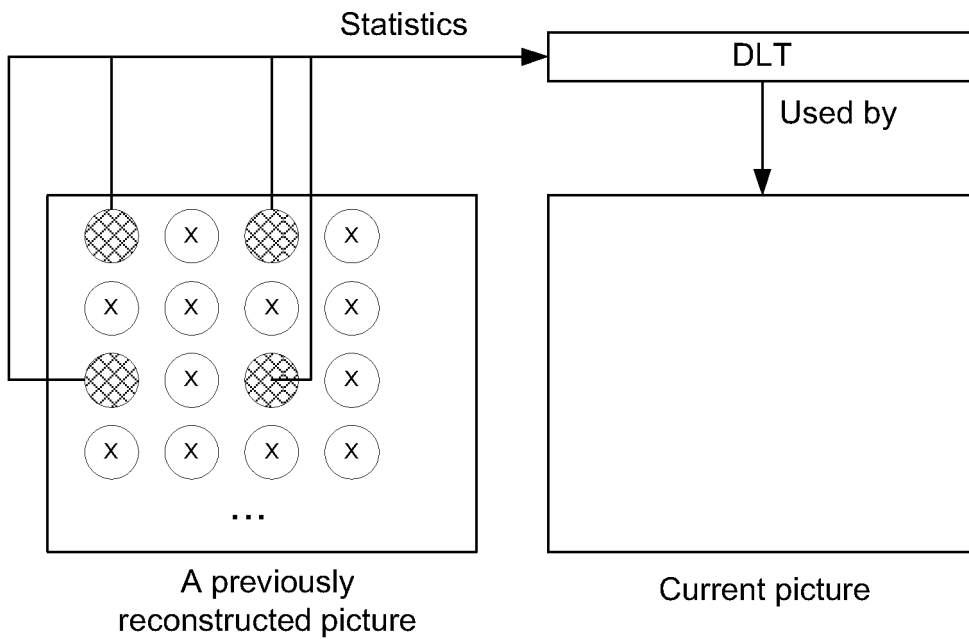 Statistics
DLT
Used by
X X
X X X X
X X
X X X X
...
A previously
reconstructed picture
Current picture